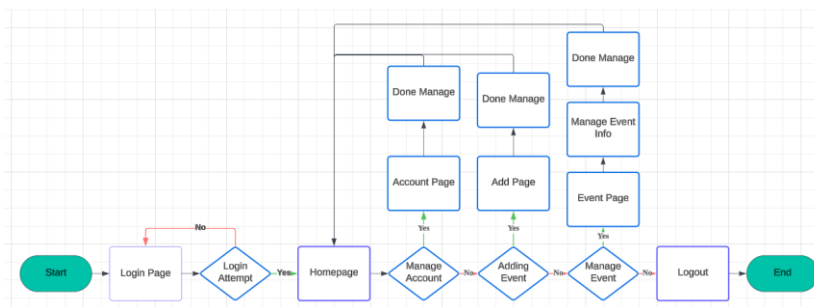 Done Manage
Done Manage
Done Manage
Manage Event
Info
Account Page
Add Page
Event Page
No
Yes
Yes
Yes
Start
Login Page
Login
Attempt
Yes
Homepage
Manage
Account
No
Adding
Event
No
Manage
Event
No
Logout
End